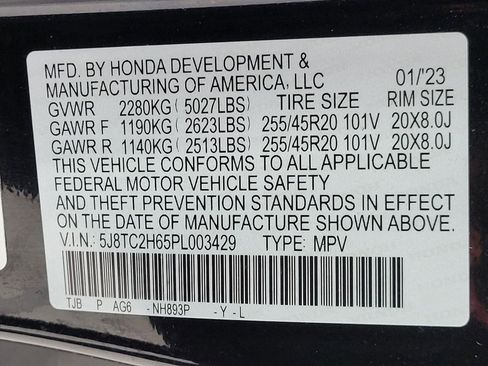 MFD. BY HONDA DEVELOPMENT &
MANUFACTURING OF AMERICA, LLC 01/'23
GVWR 2280KG ( 5027LBS) TIRE SIZE RIM SIZE
GAWR F 1190KG ( 2623LBS) 255/45R20 101V 20X8.0J
GAWR R 1140KG ( 2513LBS) 255/45R20 101V 20X8.0J
THIS VEHICLE CONFORMS TO ALL APPLICABLE
FEDERAL MOTOR VEHICLE SAFETY
AND THEFT PREVENTION STANDARDS IN EFFECT
ON THE DATE OF MANUFACTURE SHOWN ABOVE.
V.I.N.: 5J8TC2H65PL003429 TYPE: MPV
TJB P AG6 -NH893P -Y-L